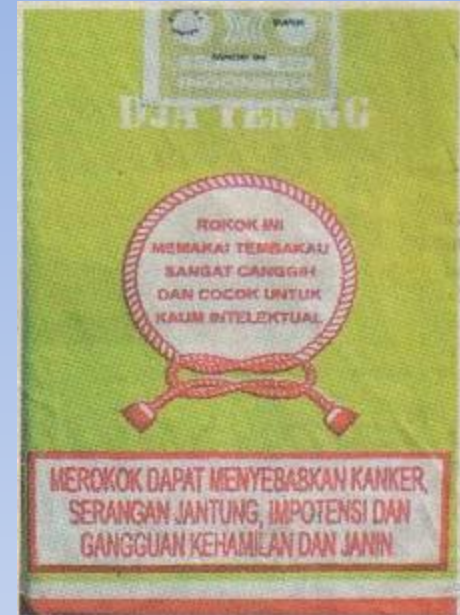 ROKOK INI
MEMAKAI TEMBAKAU
SANGAT CANGGIH
DAN COCOK UNTUK
KAUM INTELEKTUAL
MEROKOK DAPAT MENYEBABKAN KANKER,
SERANGAN JANTUNG, IMPOTENSI DAN
GANGGUAN KEHAMILAN DAN JANIN